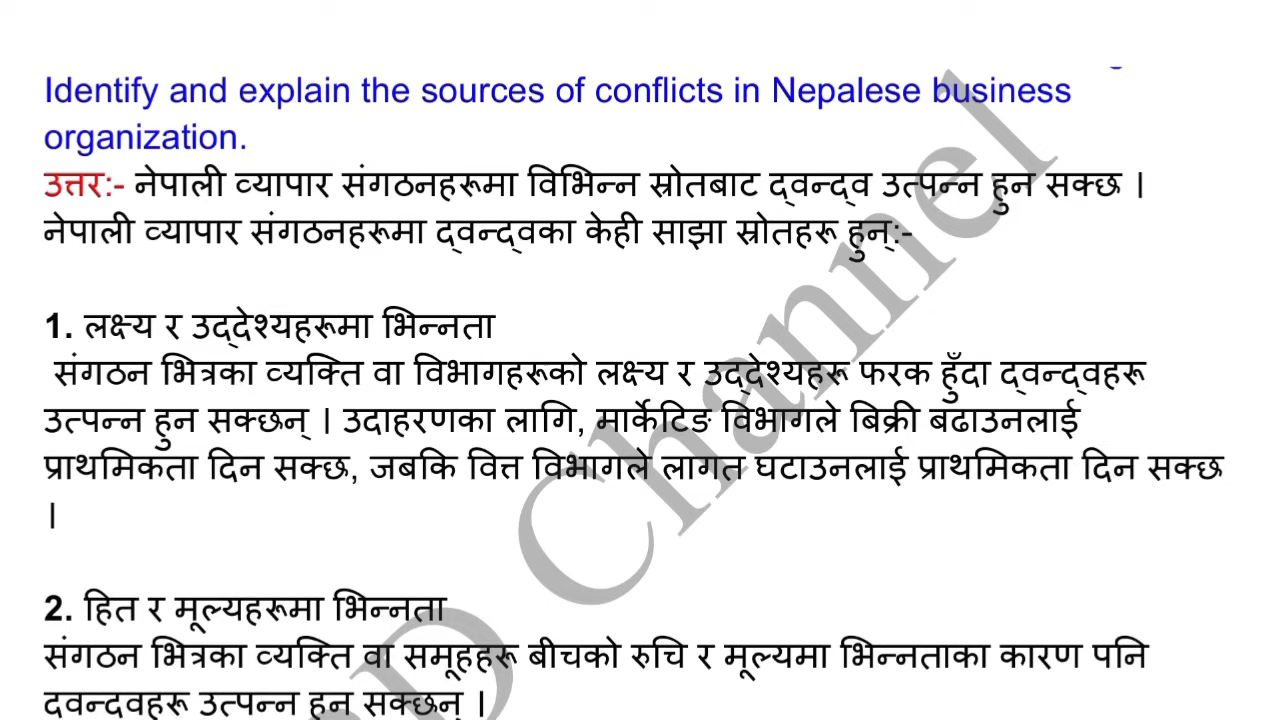 Identify and explain the sources of conflicts in Nepalese business
organization.
उत्तर:- नेपाली व्यापार संगठनहरूमा विभिन्न स्रोतबाट द्वन्द्व उत्पन्न हुन सक्छ ।
नेपाली व्यापार संगठनहरूमा द्वन्द्वका केही साझा स्रोतहरू हुन्:-
1. लक्ष्य र उद्देश्यहरूमा भिन्नता
संगठन भित्रका व्यक्ति वा विभागहरूको लक्ष्य र उद्देश्यहरू फरक हुँदा द्वन्द्वहरू
उत्पन्न हुन सक्छन् । उदाहरणका लागि, मार्केटिङ विभागले बिक्री बढाउनलाई
प्राथमिकता दिन सक्छ, जबकि वित्त विभागले लागत घटाउनलाई प्राथमिकता दिन सक्छ
।
2. हित र मूल्यहरूमा भिन्नता
संगठन भित्रका व्यक्ति वा समूहहरू बीचको रुचि र मूल्यमा भिन्नताका कारण पनि
द्वन्द्वहरू उत्पन्न हुन सक्छन् ।
D Channel